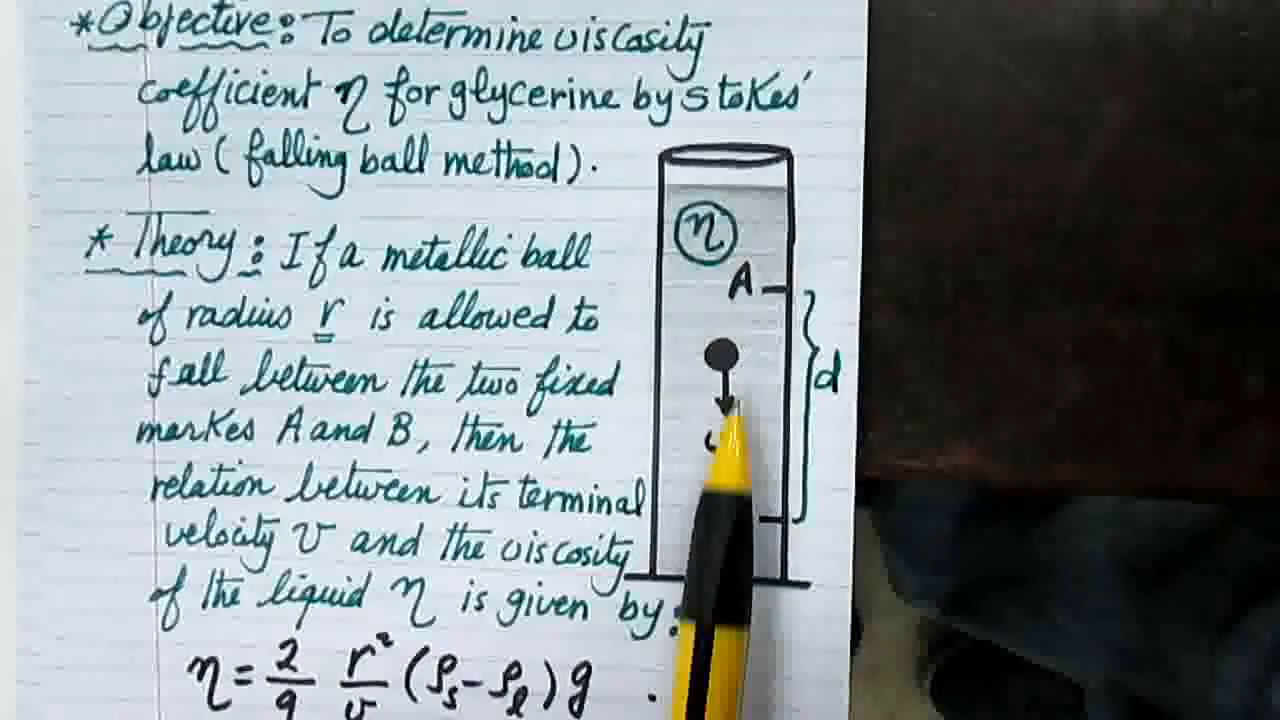 *Objective: To determine viscosity
coefficient η for glycerine by Stokes'
law (falling ball method).
* Theory: If a metallic ball
of radius r is allowed to
fall between the two fixed
markes A and B, then the
relation between its terminal
velocity v and the viscosity
of the liquid η is given by:
η = 2/9 r²/v (ρs - ρl) g .
η
A
d